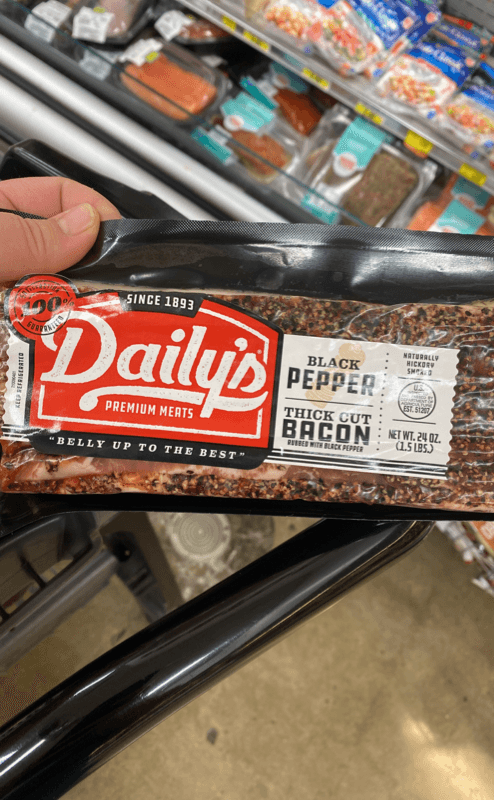 SINCE 1893
100%
GUARANTEED
Daily's
PREMIUM MEATS
"BELLY UP TO THE BEST"
KEEP REFRIGERATED
BLACK
PEPPER
THICK CUT
BACON
RUBBED WITH BLACK PEPPER
NATURALLY
HICKORY
SMOKED
U.S.
EST. 51207
NET WT. 24 OZ.
(1.5 LBS.)